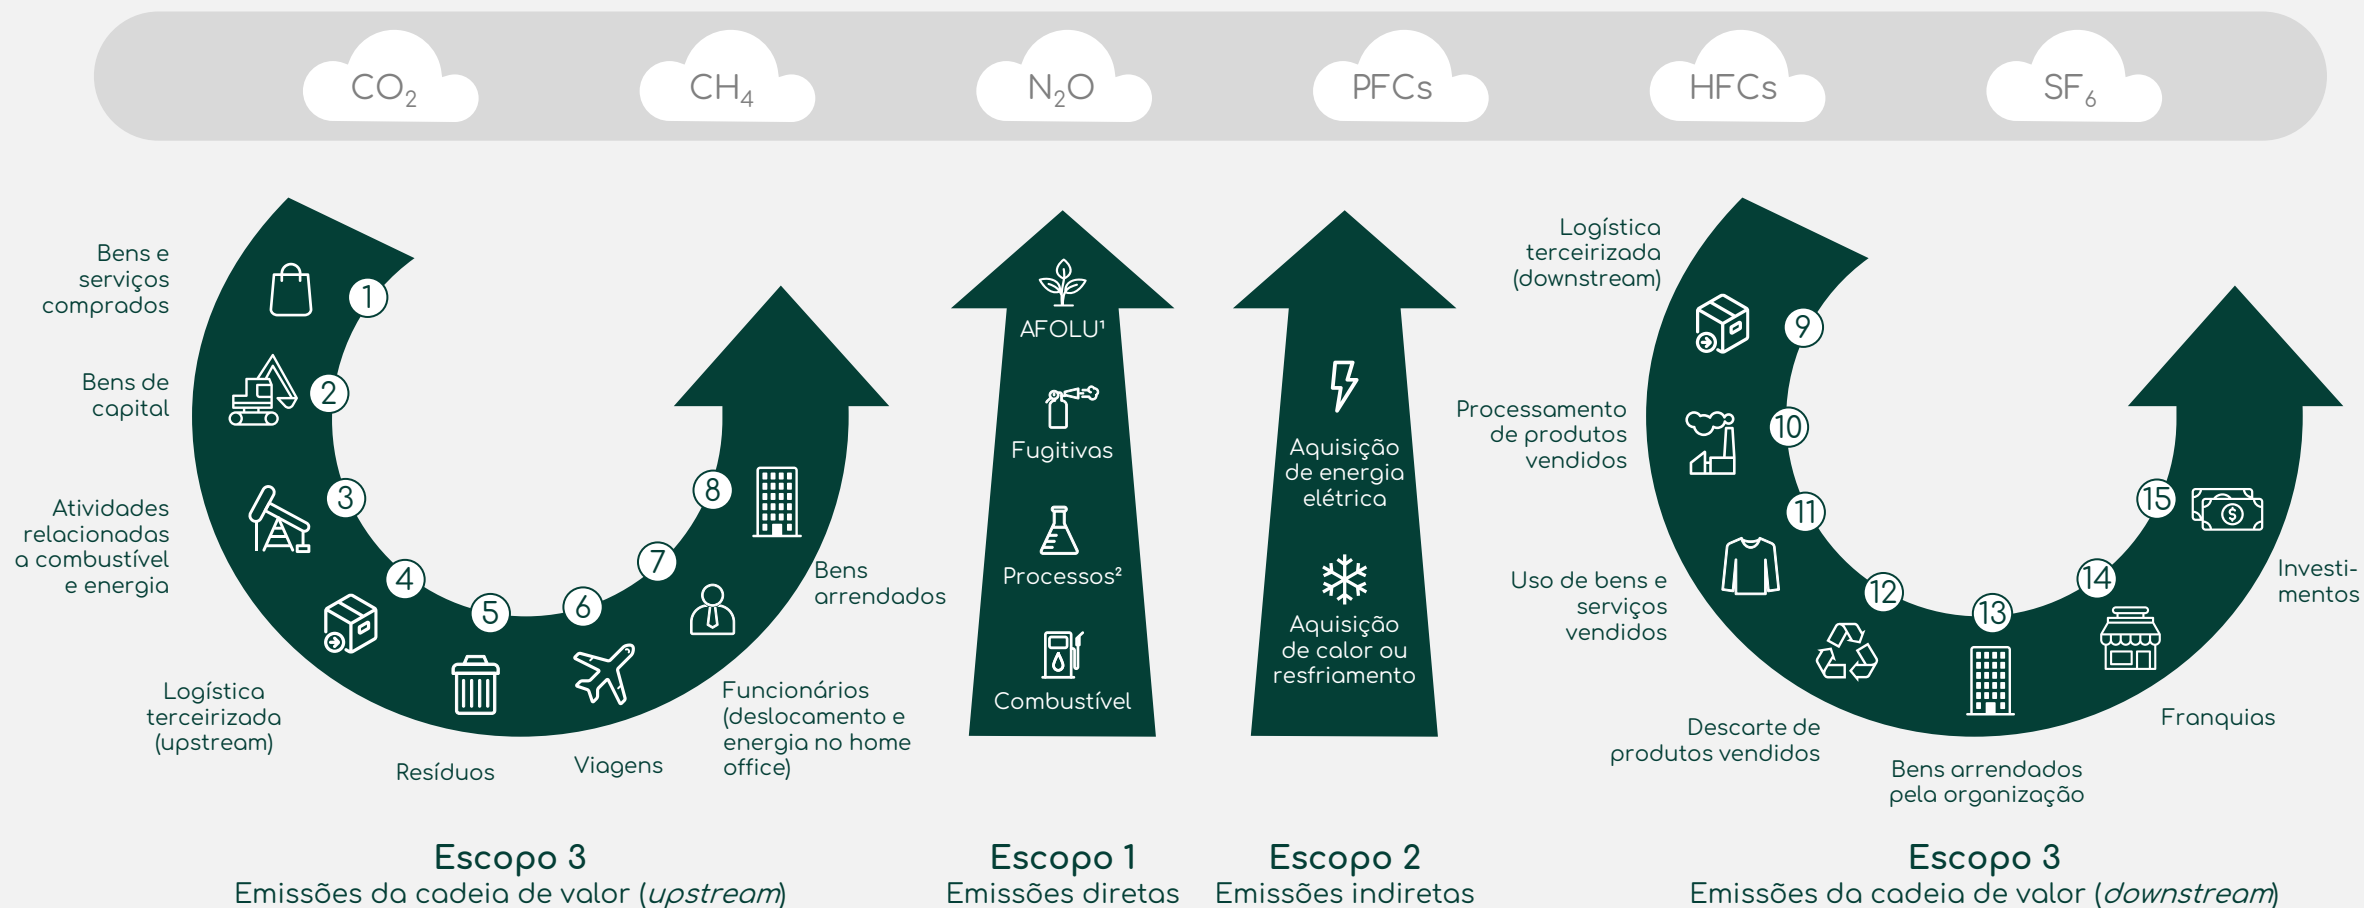 CO₂
CH₄
N₂O
PFCs
HFCs
SF₆
Bens e
serviços
comprados
1
Bens de
capital
2
Atividades
relacionadas
a combustível
e energia
3
Logística
terceirizada
(upstream)
4
Resíduos
5
Viagens
6
Funcionários
(deslocamento e
energia no home
office)
7
Bens
arrendados
8
Escopo 3
Emissões da cadeia de valor (upstream)
AFOLU¹
Fugitivas
Processos²
Combustível
Escopo 1
Emissões diretas
Aquisição
de energia
elétrica
Aquisição
de calor ou
resfriamento
Escopo 2
Emissões indiretas
Logística
terceirizada
(downstream)
9
Processamento
de produtos
vendidos
10
Uso de bens e
serviços
vendidos
11
Descarte de
produtos vendidos
12
Bens arrendados
pela organização
13
Franquias
14
Investi-
mentos
15
$
Escopo 3
Emissões da cadeia de valor (downstream)